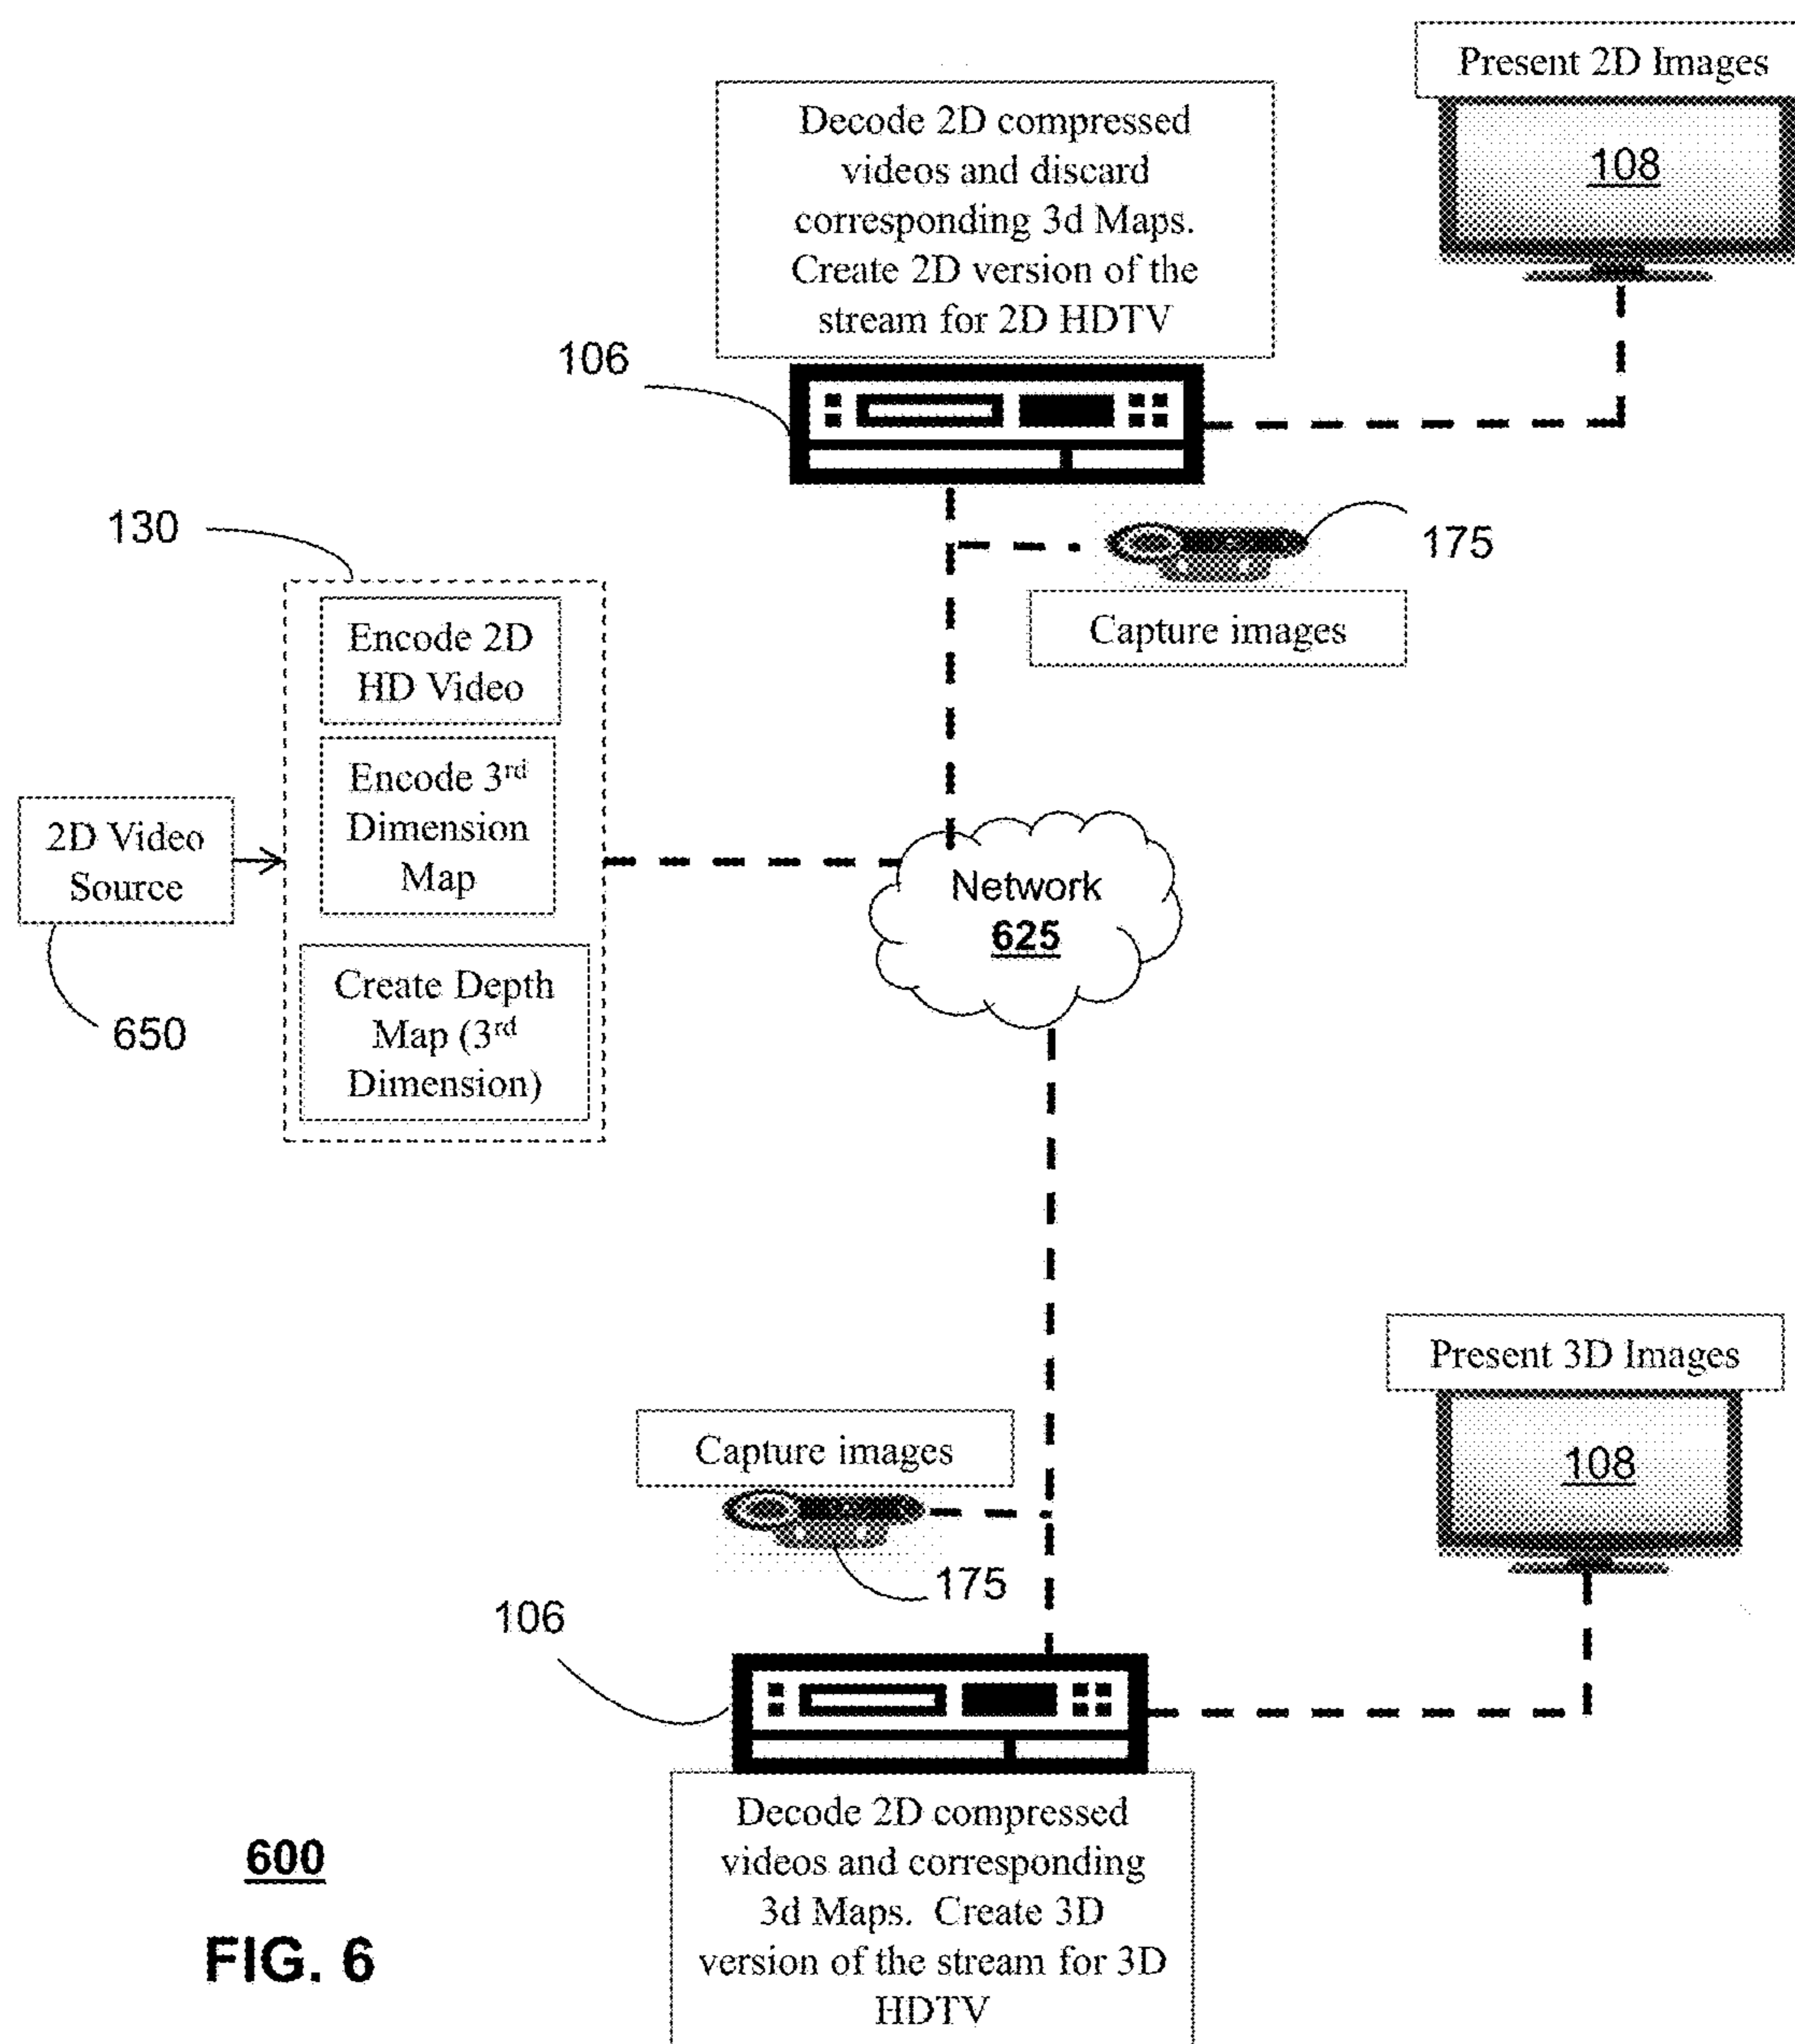 Present 2D Images
108
Decode 2D compressed
videos and discard
corresponding 3d Maps.
Create 2D version of the
stream for 2D HDTV
106
175
Capture images
130
Encode 2D
HD Video
Encode 3rd
Dimension
Map
Create Depth
Map (3rd
Dimension)
2D Video
Source
650
Network
625
Present 3D Images
108
Capture images
175
106
Decode 2D compressed
videos and corresponding
3d Maps. Create 3D
version of the stream for 3D
HDTV
600
FIG. 6